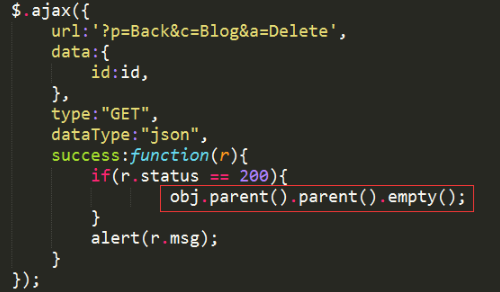 $.ajax({
    url:'?p=Back&c=Blog&a=Delete',
    data:{
        id:id,
    },
    type:"GET",
    dataType:"json",
    success:function(r){
        if(r.status == 200){
                obj.parent().parent().empty();
        }
        alert(r.msg);
    }
});